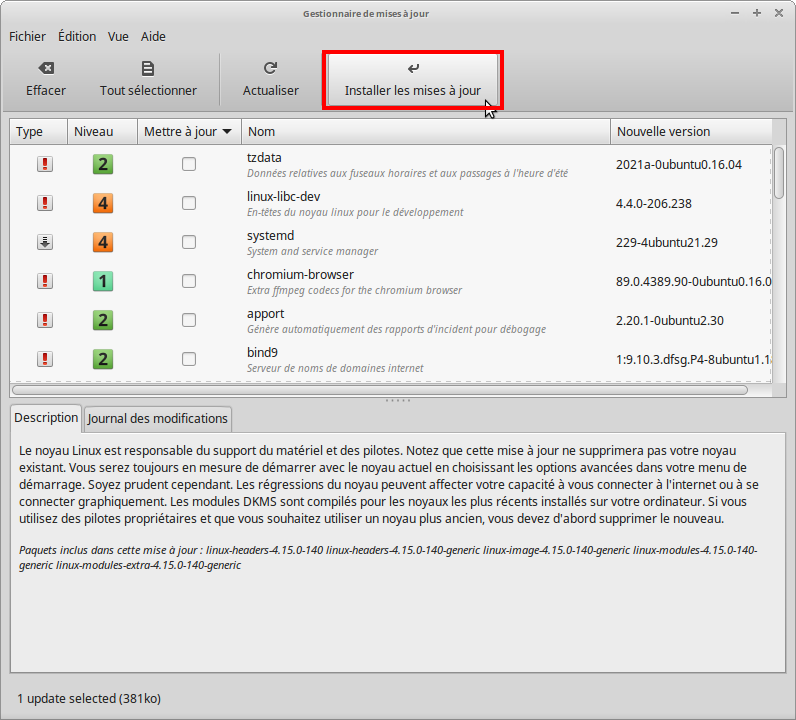 Gestionnaire de mises à jour
Fichier Édition Vue Aide
Effacer Tout sélectionner Actualiser Installer les mises à jour
Type Niveau Mettre à jour Nom Nouvelle version
2 tzdata 2021a-0ubuntu0.16.04
Données relatives aux fuseaux horaires et aux passages à l'heure d'été
4 linux-libc-dev 4.4.0-206.238
En-têtes du noyau linux pour le développement
4 systemd 229-4ubuntu21.29
System and service manager
1 chromium-browser 89.0.4389.90-0ubuntu0.16.0
Extra ffmpeg codecs for the chromium browser
2 apport 2.20.1-0ubuntu2.30
Génère automatiquement des rapports d'incident pour débogage
2 bind9 1:9.10.3.dfsg.P4-8ubuntu1.1
Serveur de noms de domaines internet
Description Journal des modifications
Le noyau Linux est responsable du support du matériel et des pilotes. Notez que cette mise à jour ne supprimera pas votre noyau
existant. Vous serez toujours en mesure de démarrer avec le noyau actuel en choisissant les options avancées dans votre menu de
démarrage. Soyez prudent cependant. Les régressions du noyau peuvent affecter votre capacité à vous connecter à l'internet ou à se
connecter graphiquement. Les modules DKMS sont compilés pour les noyaux les plus récents installés sur votre ordinateur. Si vous
utilisez des pilotes propriétaires et que vous souhaitez utiliser un noyau plus ancien, vous devez d'abord supprimer le nouveau.
Paquets inclus dans cette mise à jour : linux-headers-4.15.0-140 linux-headers-4.15.0-140-generic linux-image-4.15.0-140-generic linux-modules-4.15.0-140-
generic linux-modules-extra-4.15.0-140-generic
1 update selected (381ko)